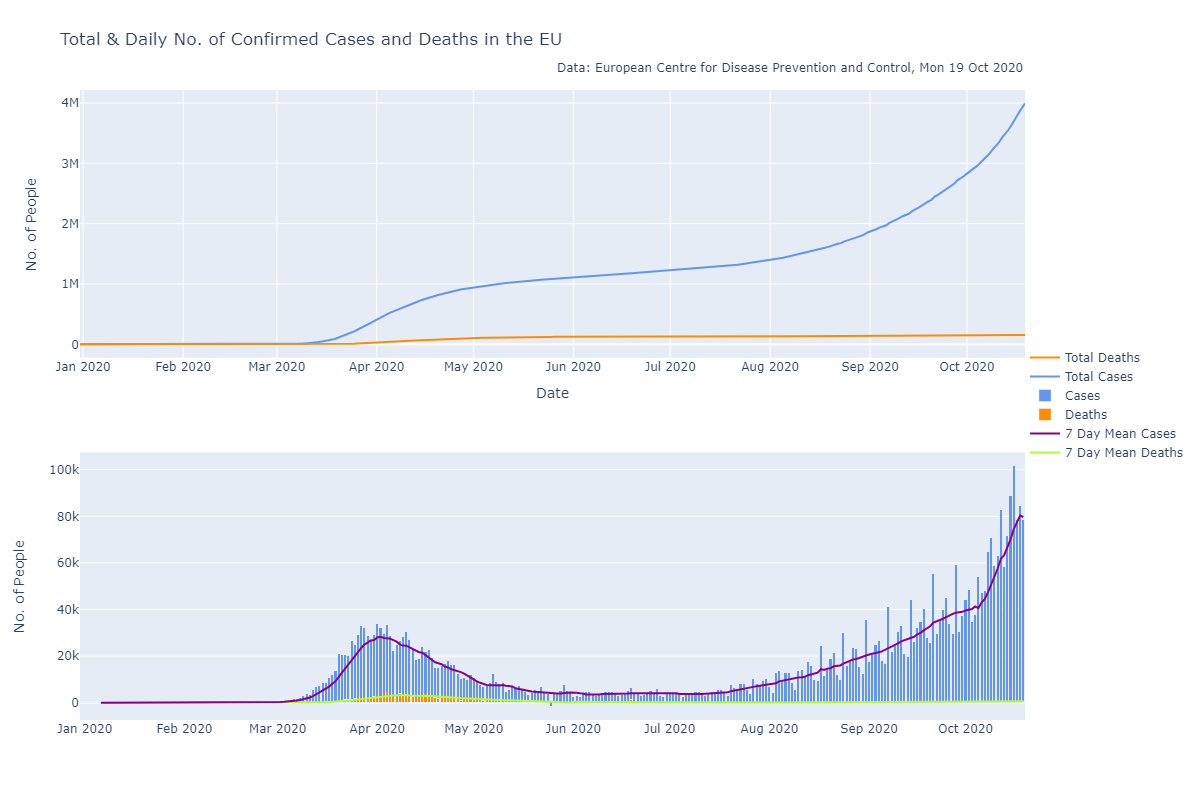 Total & Daily No. of Confirmed Cases and Deaths in the EU
Data: European Centre for Disease Prevention and Control, Mon 19 Oct 2020
No. of People
4M
3M
2M
1M
0
Jan 2020 Feb 2020 Mar 2020 Apr 2020 May 2020 Jun 2020 Jul 2020 Aug 2020 Sep 2020 Oct 2020
Date
Total Deaths
Total Cases
Cases
Deaths
7 Day Mean Cases
7 Day Mean Deaths
No. of People
100k
80k
60k
40k
20k
0
Jan 2020 Feb 2020 Mar 2020 Apr 2020 May 2020 Jun 2020 Jul 2020 Aug 2020 Sep 2020 Oct 2020